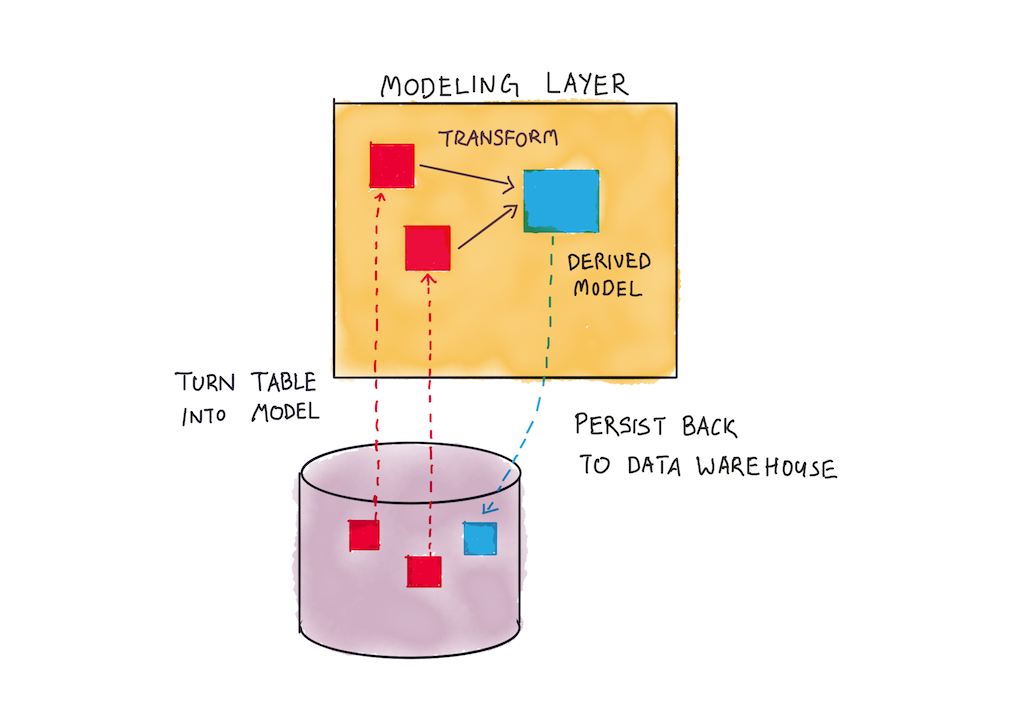 MODELING LAYER
TRANSFORM
DERIVED
MODEL
TURN TABLE
INTO MODEL
PERSIST BACK
TO DATA WAREHOUSE